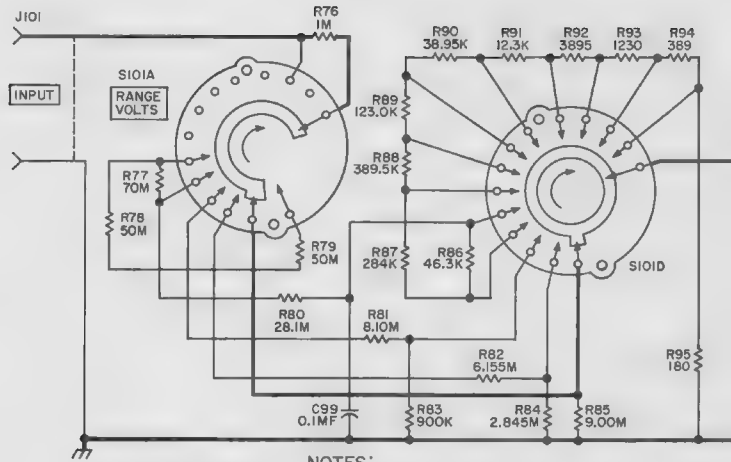 J101
R76
1M
R90
38.95K
R91
12.3K
R92
3895
R93
1230
R94
389
S101A
RANGE
VOLTS
INPUT
R89
123.0K
R88
389.5K
R77
70M
R78
50M
R79
50M
R87
284K
R86
46.3K
S101D
R80
28.1M
R81
8.10M
R82
6.155M
R95
180
C99
0.1MF
R83
900K
R84
2.845M
R85
9.00M
NOTES: